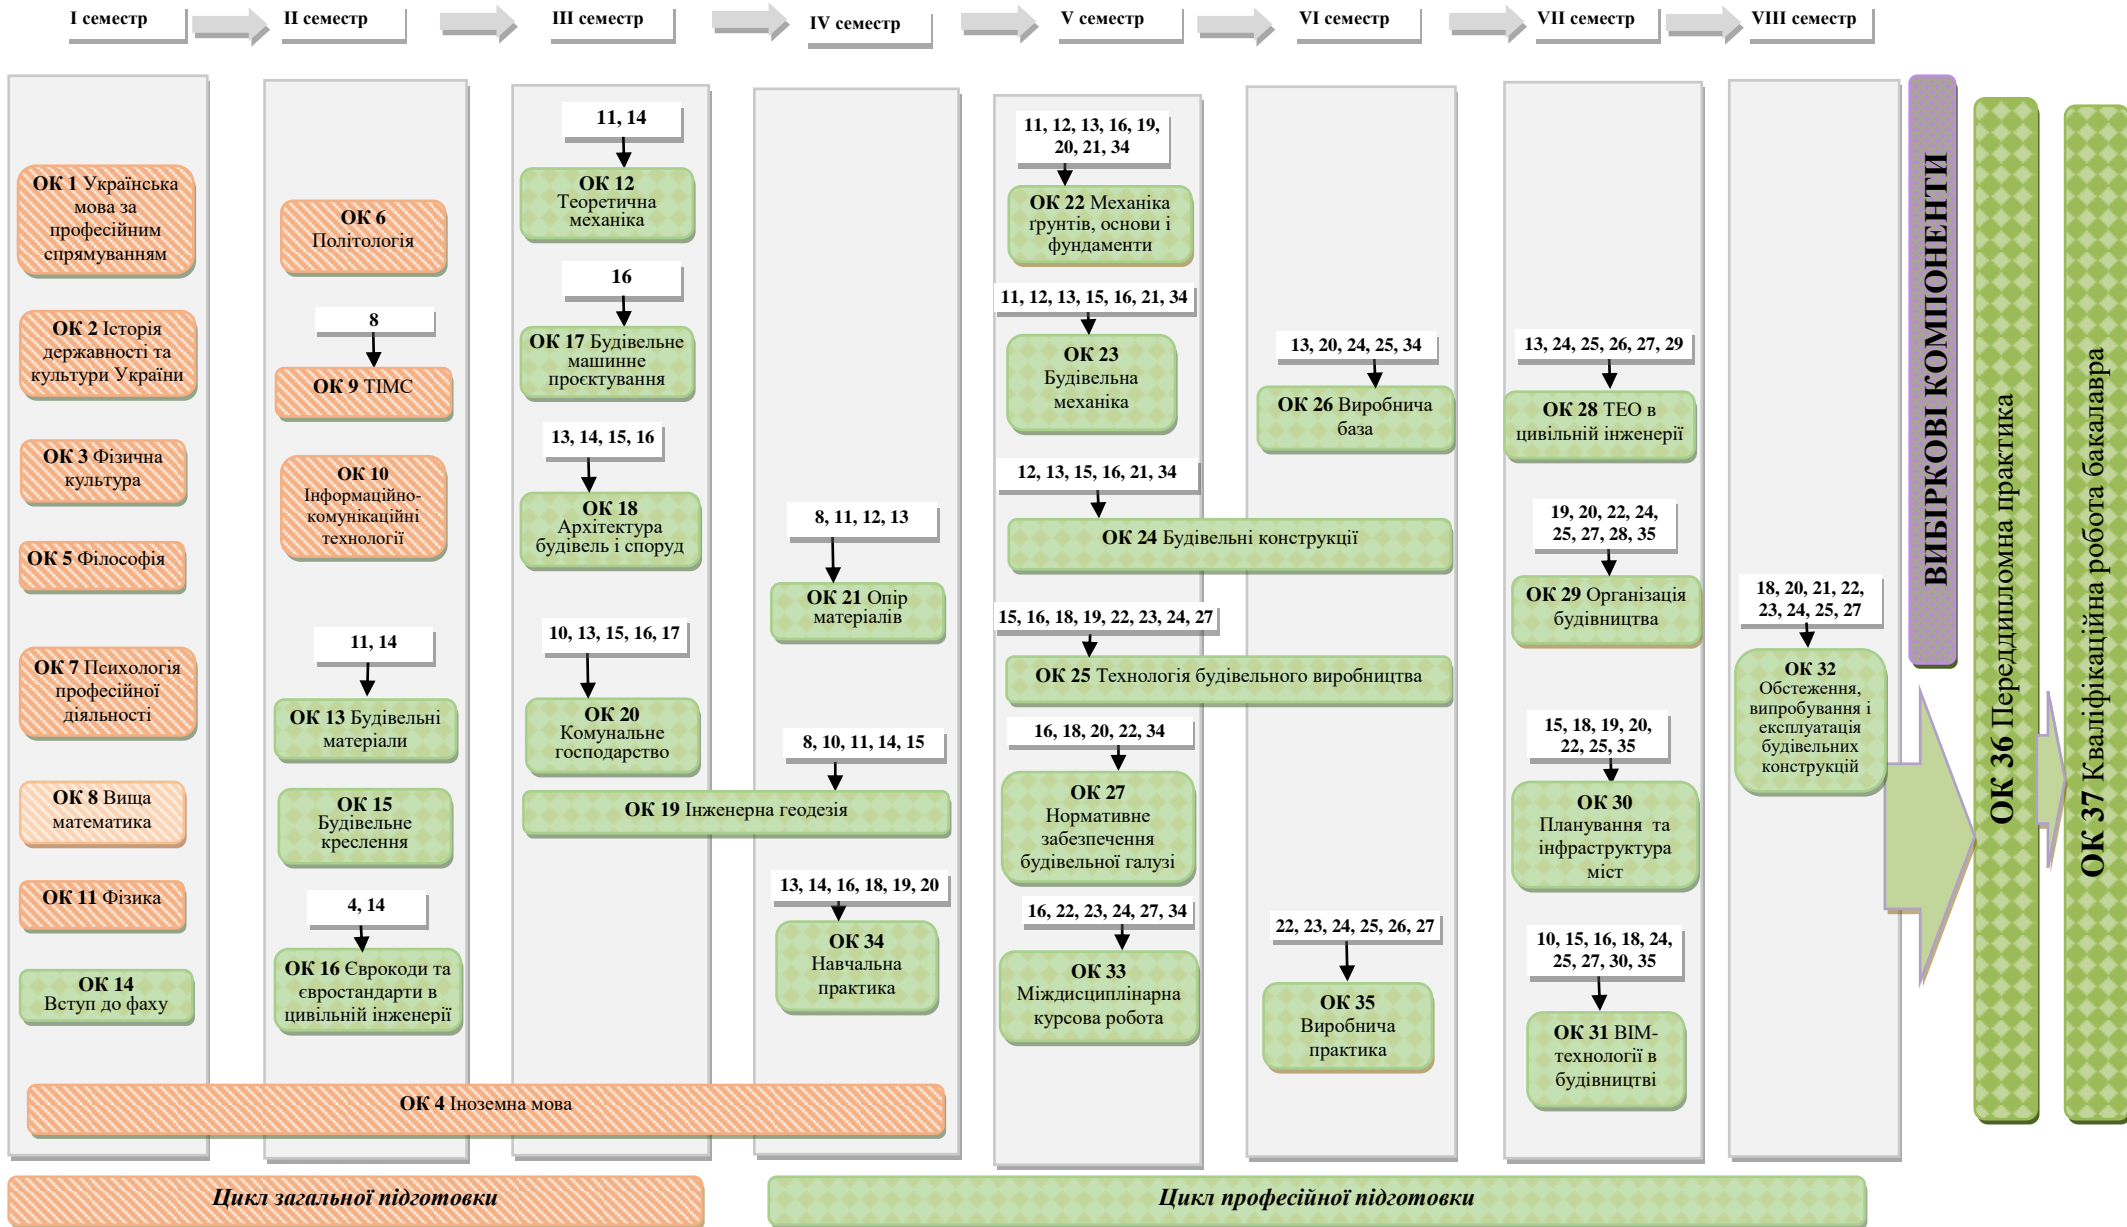 І семестр
ІІ семестр
ІІІ семестр
IV семестр
V семестр
VI семестр
VII семестр
VIII семестр
ОК 1 Українська
мова за
професійним
спрямуванням
ОК 2 Історія
державності та
культури України
ОК 3 Фізична
культура
ОК 5 Філософія
ОК 7 Психологія
професійної
діяльності
ОК 8 Вища
математика
ОК 11 Фізика
ОК 14
Вступ до фаху
ОК 6
Політологія
8
ОК 9 ТІМС
ОК 10
Інформаційно-
комунікаційні
технології
11, 14
ОК 13 Будівельні
матеріали
ОК 15
Будівельне
креслення
4, 14
ОК 16 Єврокоди та
євростандарти в
цивільній інженерії
11, 14
ОК 12
Теоретична
механіка
16
ОК 17 Будівельне
машинне
проєктування
13, 14, 15, 16
ОК 18
Архітектура
будівель і споруд
10, 13, 15, 16, 17
ОК 20
Комунальне
господарство
8, 11, 12, 13
ОК 21 Опір
матеріалів
8, 10, 11, 14, 15
ОК 19 Інженерна геодезія
13, 14, 16, 18, 19, 20
ОК 34
Навчальна
практика
ОК 4 Іноземна мова
11, 12, 13, 16, 19,
20, 21, 34
ОК 22 Механіка
ґрунтів, основи і
фундаменти
11, 12, 13, 15, 16, 21, 34
ОК 23
Будівельна
механіка
12, 13, 15, 16, 21, 34
ОК 24 Будівельні конструкції
15, 16, 18, 19, 22, 23, 24, 27
ОК 25 Технологія будівельного виробництва
16, 18, 20, 22, 34
ОК 27
Нормативне
забезпечення
будівельної галузі
16, 22, 23, 24, 27, 34
ОК 33
Міждисциплінарна
курсова робота
13, 20, 24, 25, 34
ОК 26 Виробнича
база
22, 23, 24, 25, 26, 27
ОК 35
Виробнича
практика
13, 24, 25, 26, 27, 29
ОК 28 ТЕО в
цивільній інженерії
19, 20, 22, 24,
25, 27, 28, 35
ОК 29 Організація
будівництва
15, 18, 19, 20,
22, 25, 35
ОК 30
Планування та
інфраструктура
міст
10, 15, 16, 18, 24,
25, 27, 30, 35
ОК 31 BIM-
технології в
будівництві
18, 20, 21, 22,
23, 24, 25, 27
ОК 32
Обстеження,
випробування і
експлуатація
будівельних
конструкцій
ВИБІРКОВІ КОМПОНЕНТИ
ОК 36 Переддипломна практика
ОК 37 Кваліфікаційна робота бакалавра
Цикл загальної підготовки
Цикл професійної підготовки